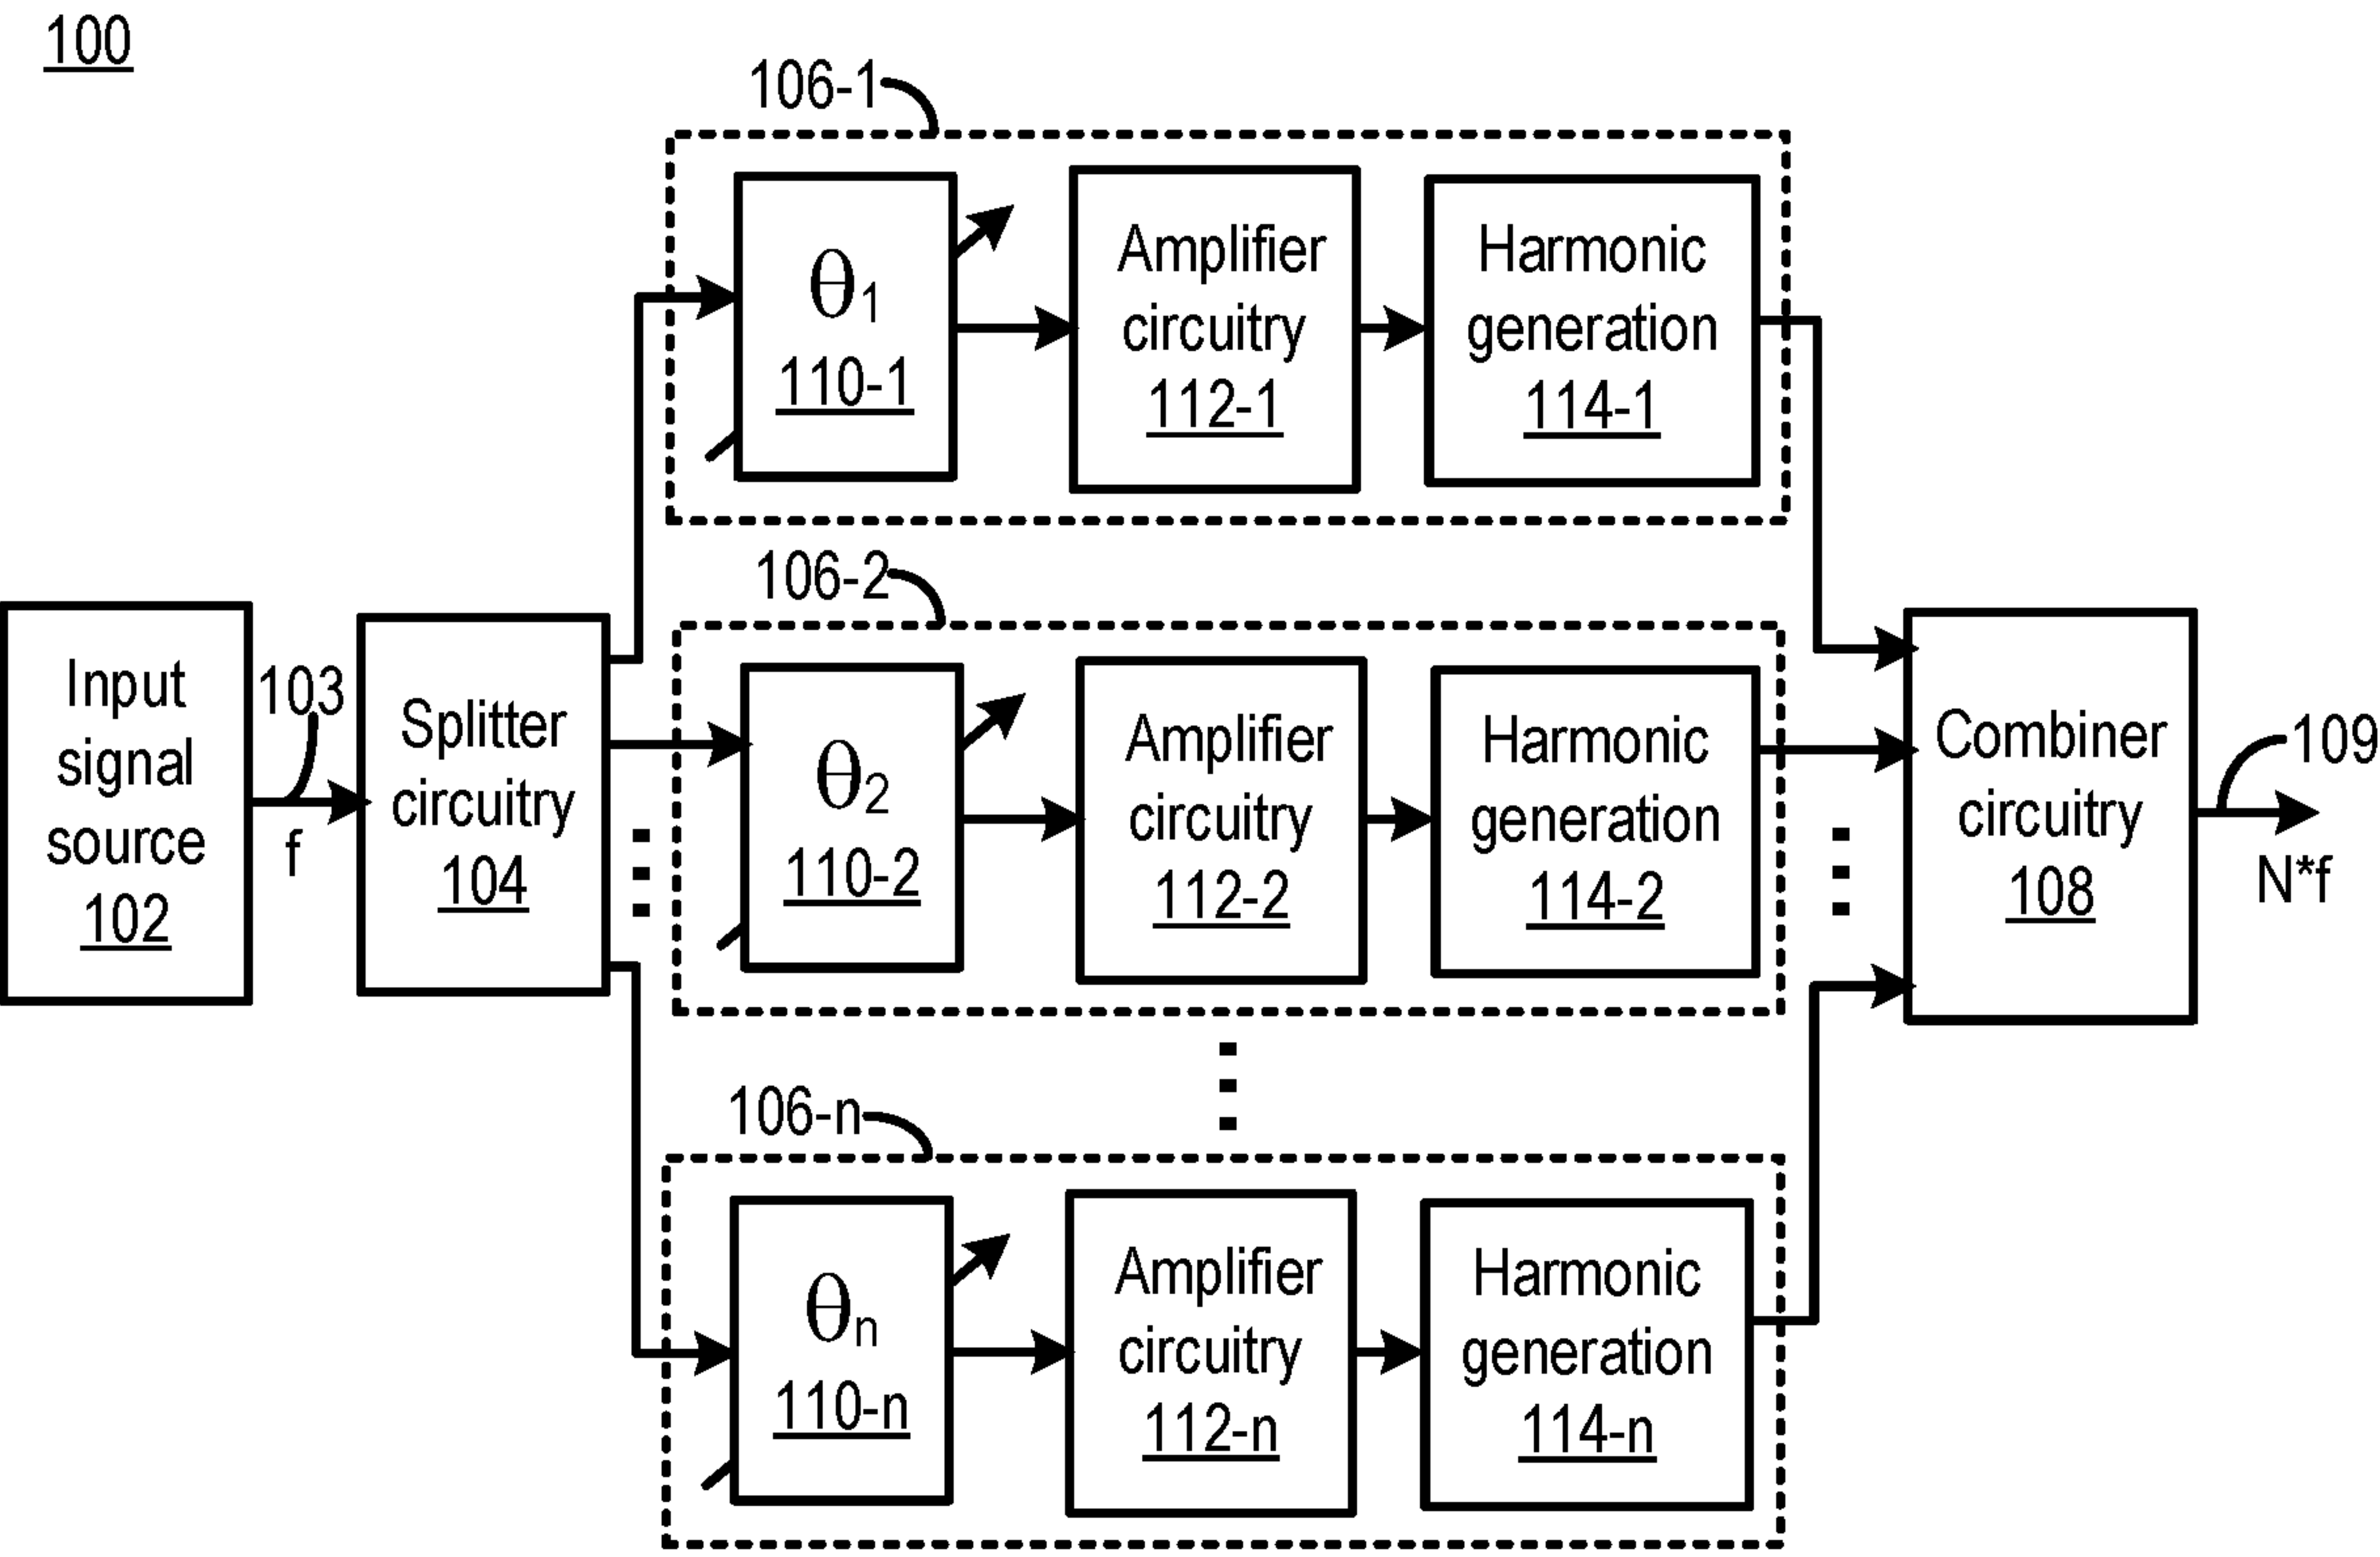 100
106-1
θ1
110-1
Amplifier
circuitry
112-1
Harmonic
generation
114-1
106-2
Input
signal
source
102
103
f
Splitter
circuitry
104
θ2
110-2
Amplifier
circuitry
112-2
Harmonic
generation
114-2
Combiner
circuitry
108
109
N*f
106-n
θn
110-n
Amplifier
circuitry
112-n
Harmonic
generation
114-n